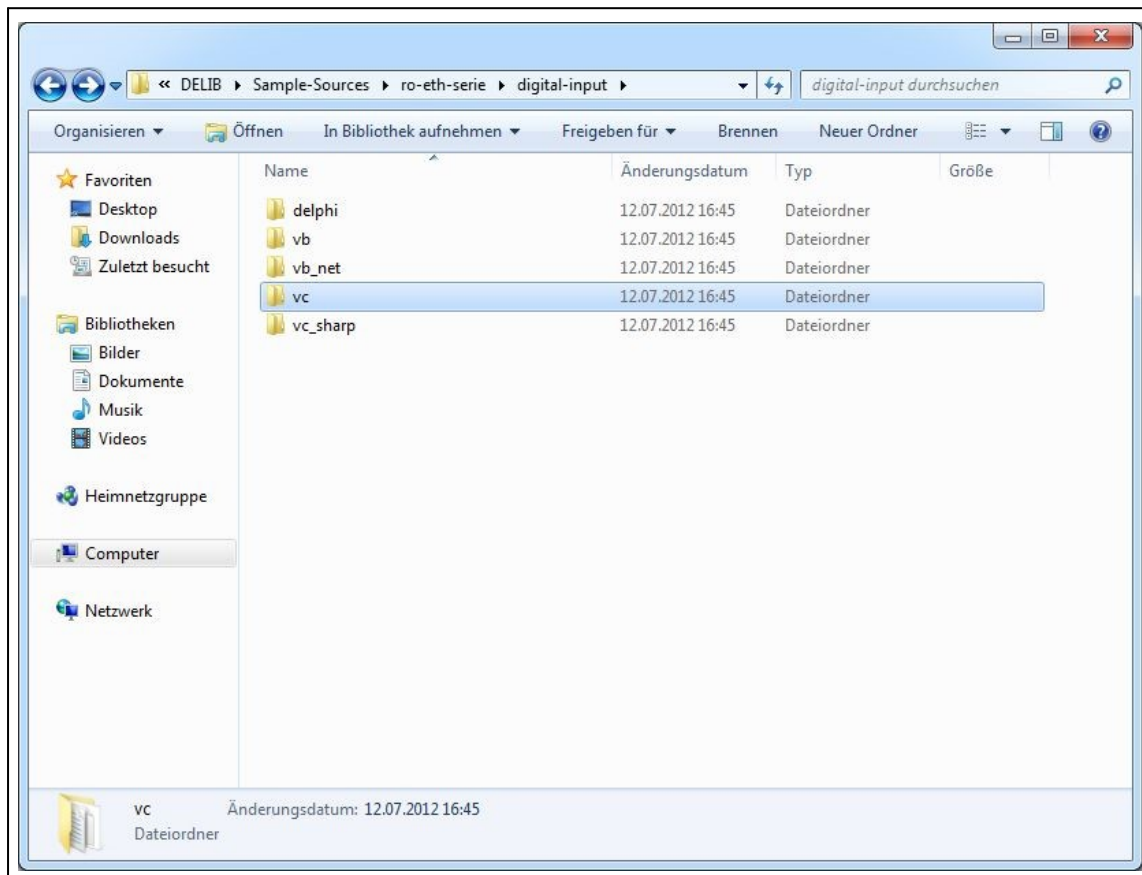 « DELIB ▸ Sample-Sources ▸ ro-eth-serie ▸ digital-input ▸ digital-input durchsuchen
Organisieren Öffnen In Bibliothek aufnehmen Freigeben für Brennen Neuer Ordner
Favoriten
Desktop
Downloads
Zuletzt besucht
Bibliotheken
Bilder
Dokumente
Musik
Videos
Heimnetzgruppe
Computer
Netzwerk
Name Änderungsdatum Typ Größe
delphi 12.07.2012 16:45 Dateiordner
vb 12.07.2012 16:45 Dateiordner
vb_net 12.07.2012 16:45 Dateiordner
vc 12.07.2012 16:45 Dateiordner
vc_sharp 12.07.2012 16:45 Dateiordner
vc Änderungsdatum: 12.07.2012 16:45
Dateiordner